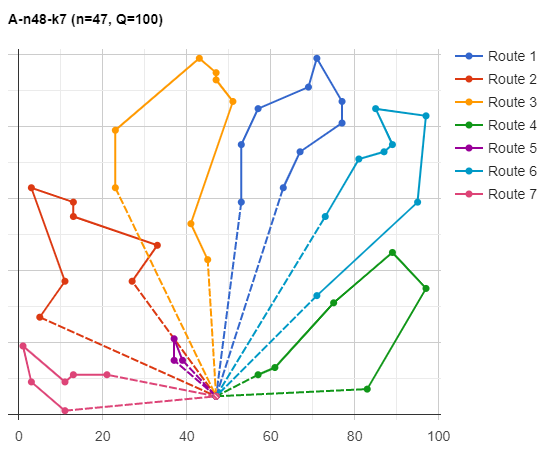 A-n48-k7 (n=47, Q=100)
Route 1
Route 2
Route 3
Route 4
Route 5
Route 6
Route 7
0 20 40 60 80 100